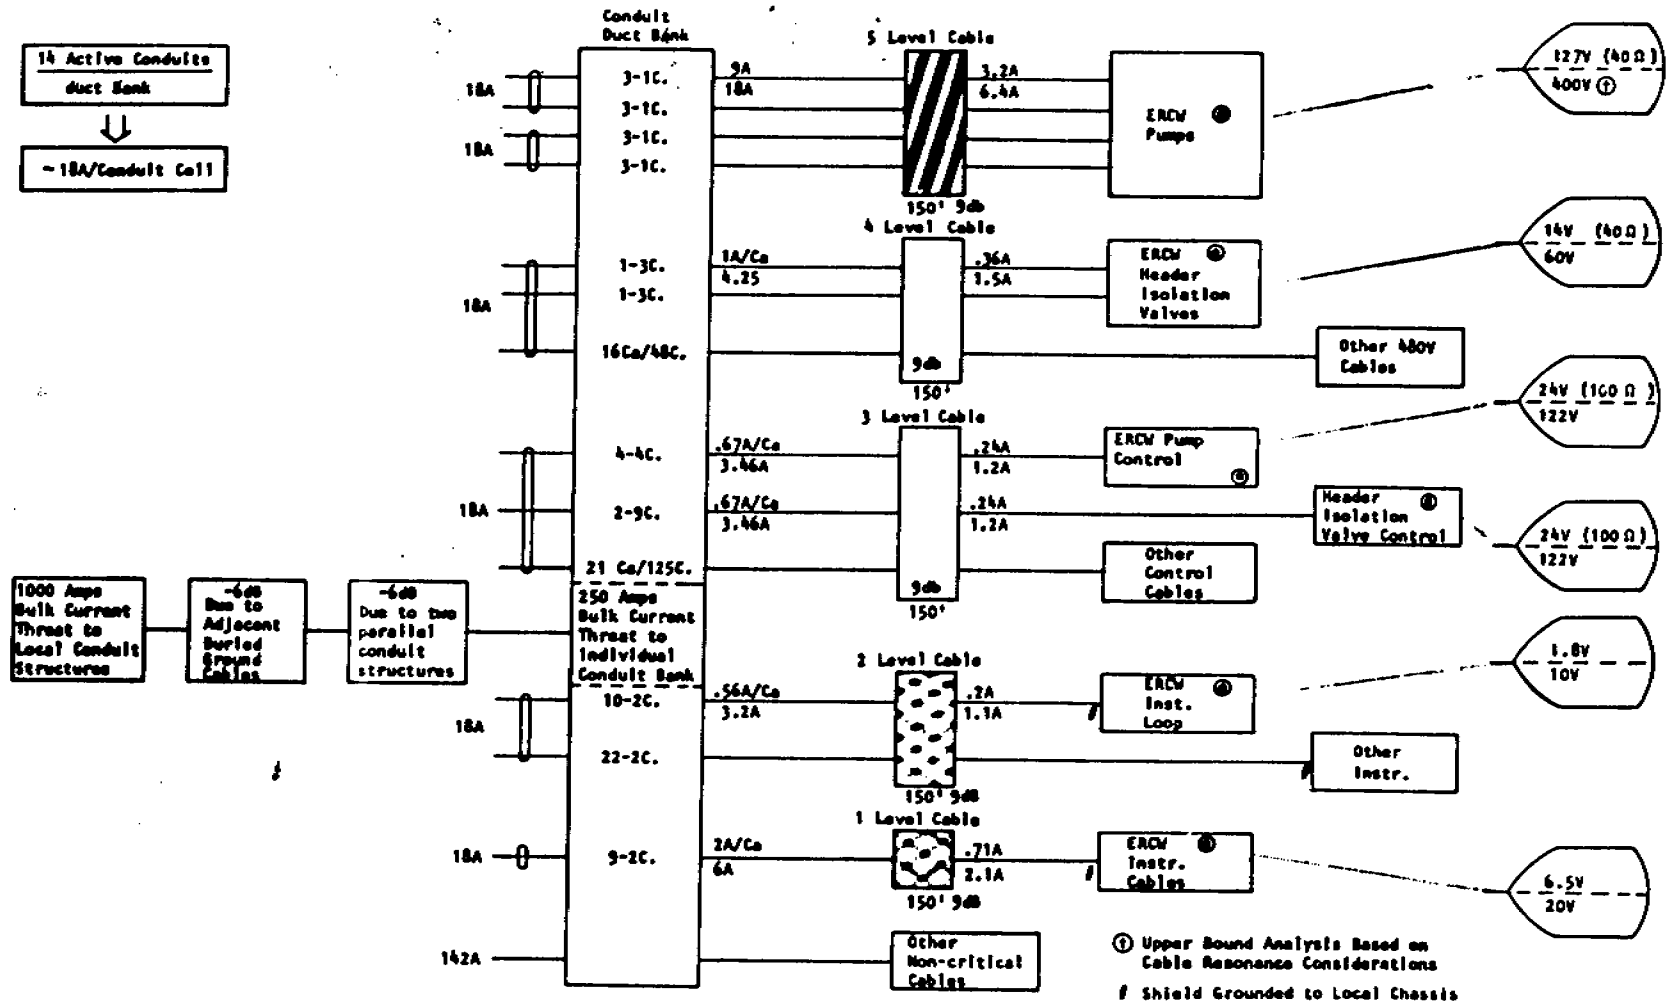 14 Active Conduits
duct Bank
~18A/Conduit Cell
Conduit
Duct Bank
18A
3-1C.
3-1C.
18A
3-1C.
3-1C.
9A
18A
5 Level Cable
150' 9db
3.2A
6.4A
ERCW
Pumps
127V (40Ω)
400V ↑
18A
1-3C.
1-3C.
16Ca/48C.
1A/Ca
4.25
4 Level Cable
9db
150'
.36A
1.5A
ERCW
Header
Isolation
Valves
14V (40Ω)
60V
Other 480V
Cables
18A
4-4C.
2-9C.
21 Ca/125C.
.67A/Ca
3.46A
.67A/Ca
3.46A
3 Level Cable
9db
150'
.24A
1.2A
ERCW Pump
Control
24V (100Ω)
122V
.24A
1.2A
Header
Isolation
Valve Control
24V (100Ω)
122V
Other
Control
Cables
1000 Amps
Bulk Current
Threat to
Local Conduit
Structures
-6dB
Due to
Adjacent
Buried
Ground
Cables
-6dB
Due to two
parallel
conduit
structures
250 Amps
Bulk Current
Threat to
Individual
Conduit Bank
18A
10-2C.
22-2C.
.56A/Ca
3.2A
2 Level Cable
150' 9dB
.2A
1.1A
ERCW
Inst.
Loop
1.8V
10V
Other
Instr.
18A
9-2C.
2A/Ca
6A
1 Level Cable
150' 9db
.71A
2.1A
ERCW
Instr.
Cables
6.5V
20V
142A
Other
Non-critical
Cables
↑ Upper Bound Analysis Based on
Cable Resonance Considerations
Shield Grounded to Local Chassis